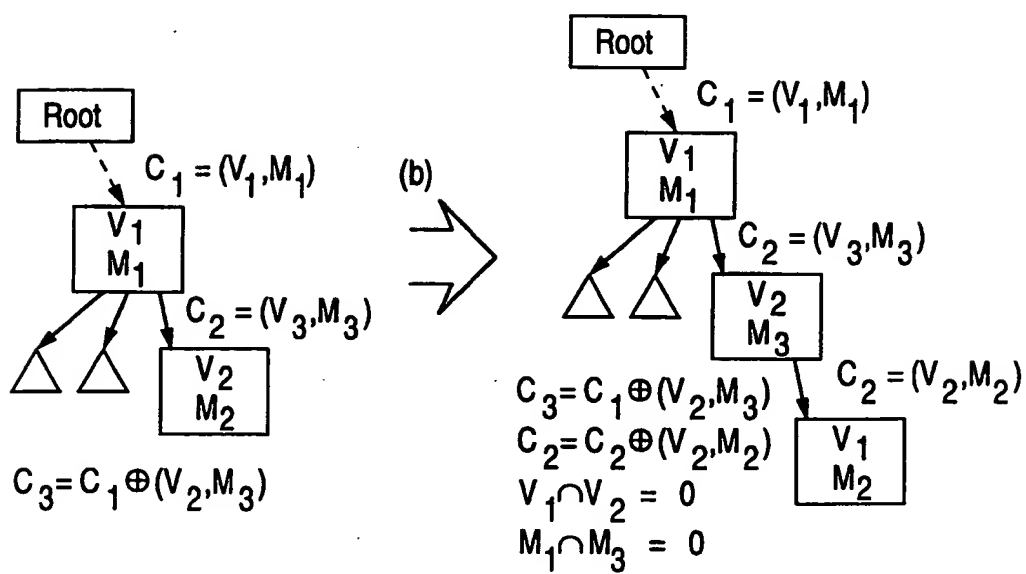 Root
C₁ = (V₁,M₁)
V₁
M₁
C₂ = (V₃,M₃)
V₂
M₂
C₃= C₁ ⊕ (V₂,M₃)
(b)
Root
C₁ = (V₁,M₁)
V₁
M₁
C₂ = (V₃,M₃)
V₂
M₃
C₂ = (V₂,M₂)
V₁
M₂
C₃= C₁ ⊕ (V₂,M₃)
C₂= C₂ ⊕ (V₂,M₂)
V₁∩V₂ = 0
M₁∩M₃ = 0